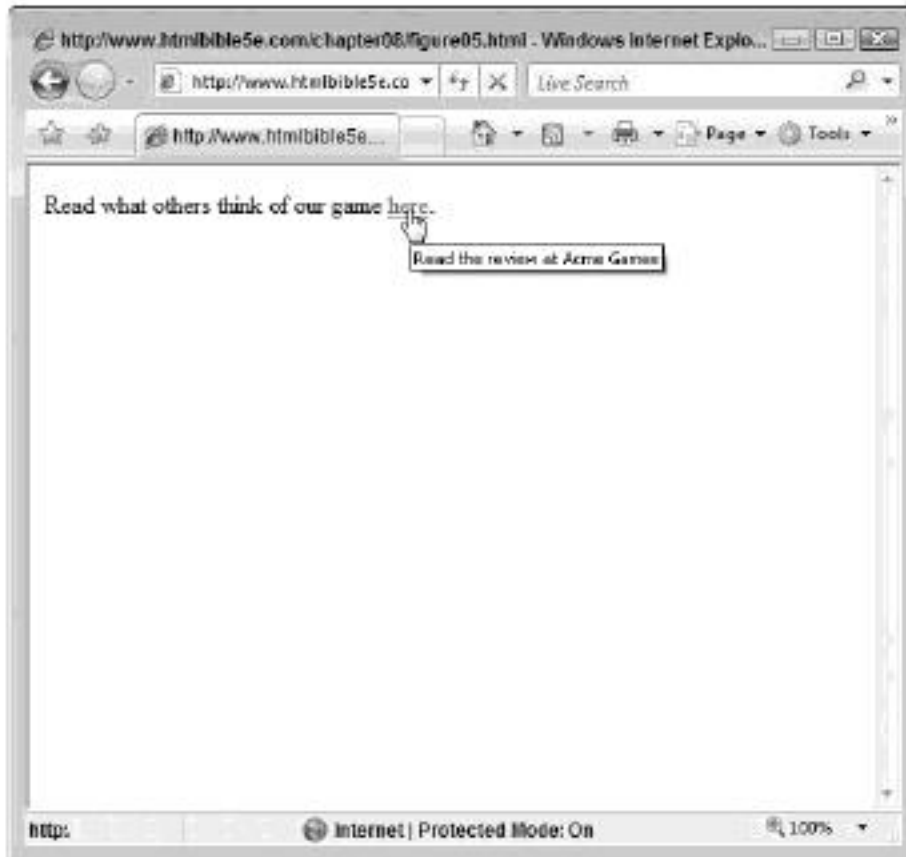 http://www.htmlbible5e.com/chapter08/figure05.html - Windows Internet Explo...
http://www.htmlbible5e.co
Live Search
http://www.htmlbible5e...
Page
Tools
Read what others think of our game here.
Read the review at Acme Games
http:
Internet | Protected Mode: On
100%